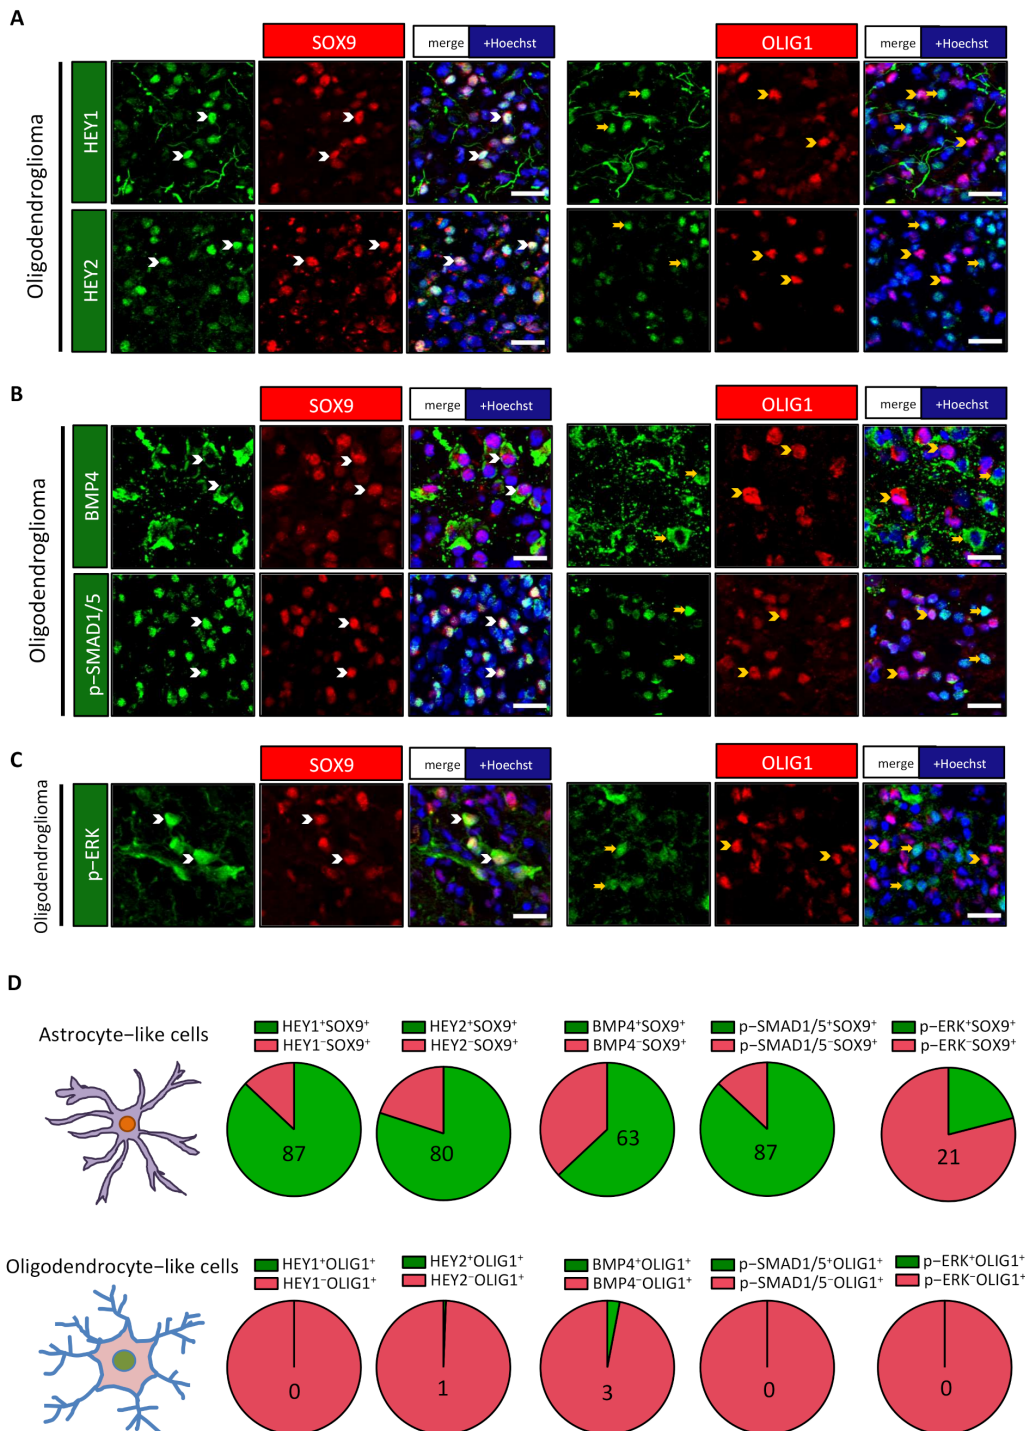 A
SOX9 merge +Hoechst OLIG1 merge +Hoechst
Oligodendroglioma
HEY1
HEY2
B
SOX9 merge +Hoechst OLIG1 merge +Hoechst
Oligodendroglioma
BMP4
p–SMAD1/5
C
SOX9 merge +Hoechst OLIG1 merge +Hoechst
Oligodendroglioma
p–ERK
D
Astrocyte–like cells
HEY1⁺SOX9⁺ HEY2⁺SOX9⁺ BMP4⁺SOX9⁺ p–SMAD1/5⁺SOX9⁺ p–ERK⁺SOX9⁺
HEY1⁻SOX9⁺ HEY2⁻SOX9⁺ BMP4⁻SOX9⁺ p–SMAD1/5⁻SOX9⁺ p–ERK⁻SOX9⁺
87 80 63 87 21
Oligodendrocyte–like cells
HEY1⁺OLIG1⁺ HEY2⁺OLIG1⁺ BMP4⁺OLIG1⁺ p–SMAD1/5⁺OLIG1⁺ p–ERK⁺OLIG1⁺
HEY1⁻OLIG1⁺ HEY2⁻OLIG1⁺ BMP4⁻OLIG1⁺ p–SMAD1/5⁻OLIG1⁺ p–ERK⁻OLIG1⁺
0 1 3 0 0